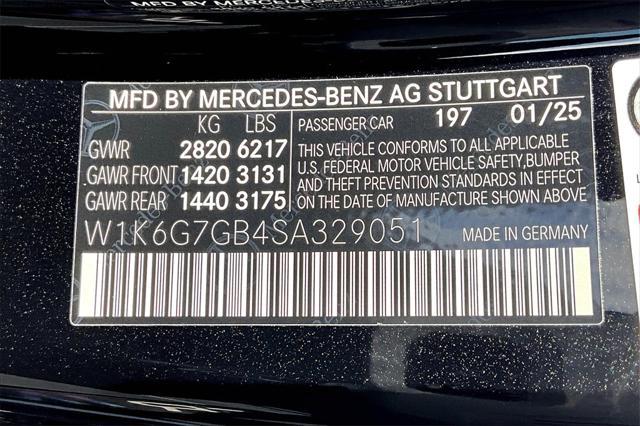 MFD BY MERCEDES-BENZ AG STUTTGART
KG LBS
GVWR 2820 6217
GAWR FRONT 1420 3131
GAWR REAR 1440 3175
PASSENGER CAR 197 01/25
THIS VEHICLE CONFORMS TO ALL APPLICABLE
U.S. FEDERAL MOTOR VEHICLE SAFETY,BUMPER
AND THEFT PREVENTION STANDARDS IN EFFECT
ON THE DATE OF MANUFACTURE SHOWN ABOVE.
W1K6G7GB4SA329051 MADE IN GERMANY